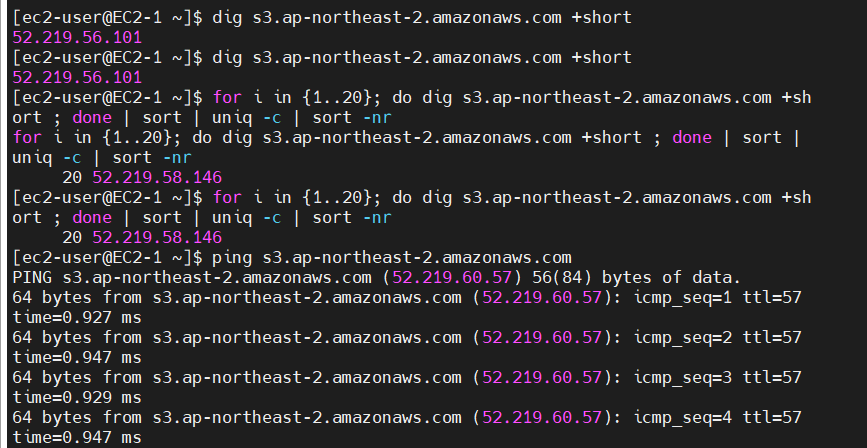 [ec2-user@EC2-1 ~]$ dig s3.ap-northeast-2.amazonaws.com +short
52.219.56.101
[ec2-user@EC2-1 ~]$ dig s3.ap-northeast-2.amazonaws.com +short
52.219.56.101
[ec2-user@EC2-1 ~]$ for i in {1..20}; do dig s3.ap-northeast-2.amazonaws.com +sh
ort ; done | sort | uniq -c | sort -nr
for i in {1..20}; do dig s3.ap-northeast-2.amazonaws.com +short ; done | sort |
uniq -c | sort -nr
     20 52.219.58.146
[ec2-user@EC2-1 ~]$ for i in {1..20}; do dig s3.ap-northeast-2.amazonaws.com +sh
ort ; done | sort | uniq -c | sort -nr
     20 52.219.58.146
[ec2-user@EC2-1 ~]$ ping s3.ap-northeast-2.amazonaws.com
PING s3.ap-northeast-2.amazonaws.com (52.219.60.57) 56(84) bytes of data.
64 bytes from s3.ap-northeast-2.amazonaws.com (52.219.60.57): icmp_seq=1 ttl=57
time=0.927 ms
64 bytes from s3.ap-northeast-2.amazonaws.com (52.219.60.57): icmp_seq=2 ttl=57
time=0.947 ms
64 bytes from s3.ap-northeast-2.amazonaws.com (52.219.60.57): icmp_seq=3 ttl=57
time=0.929 ms
64 bytes from s3.ap-northeast-2.amazonaws.com (52.219.60.57): icmp_seq=4 ttl=57
time=0.947 ms